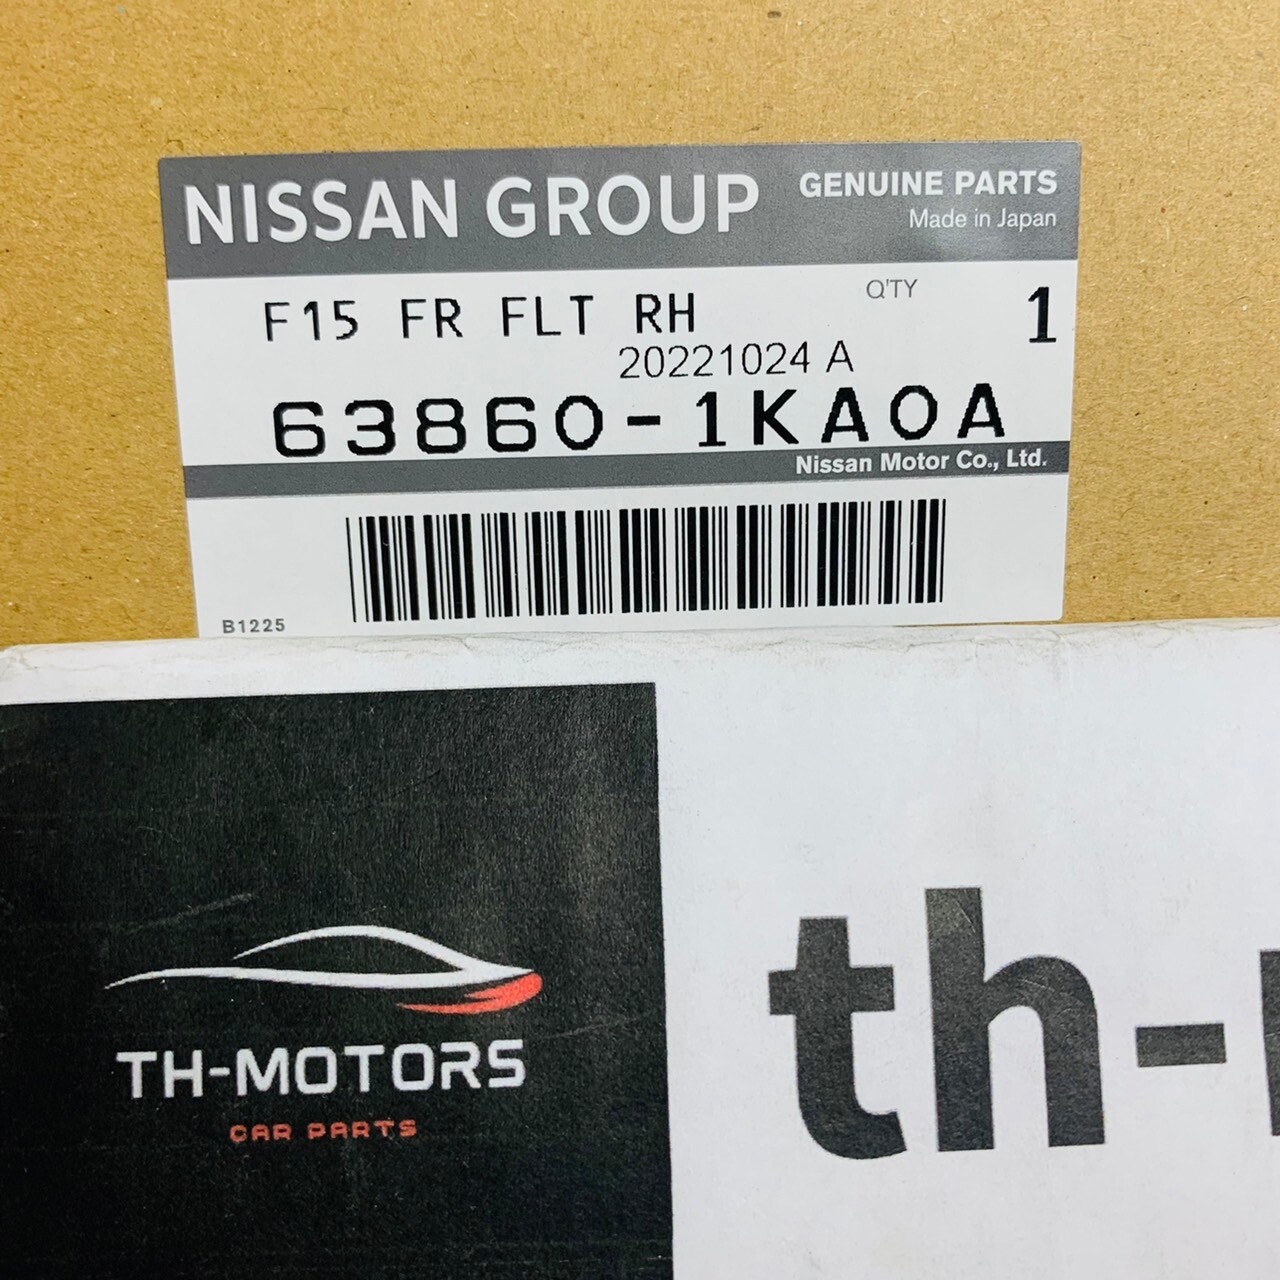 NISSAN GROUP
GENUINE PARTS
Made in Japan
F15 FR FLT RH
Q'TY
1
20221024 A
63860-1KA0A
Nissan Motor Co., Ltd.
B1225
TH-MOTORS
CAR PARTS
th-